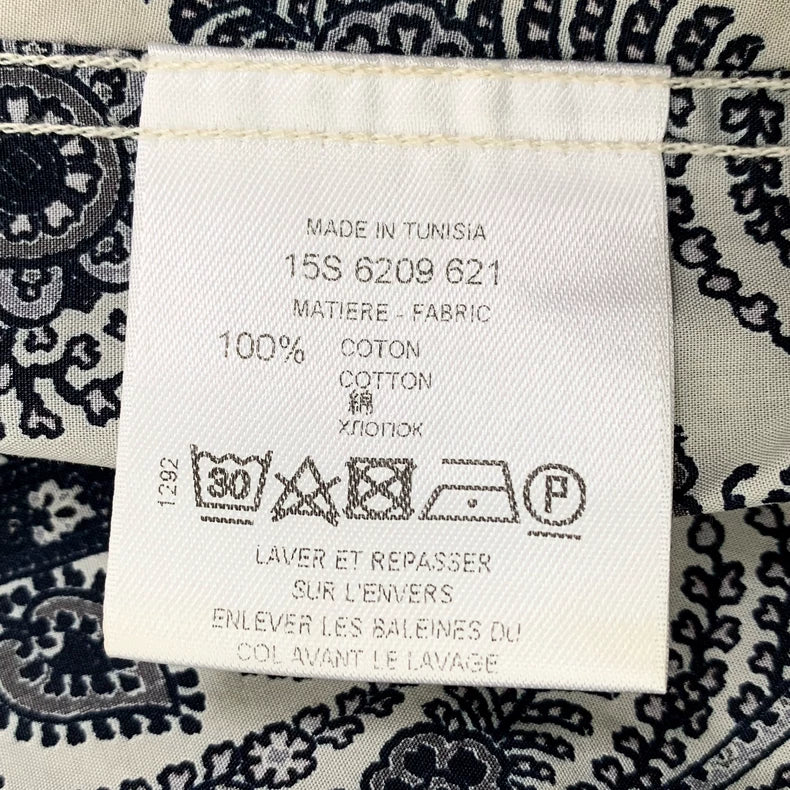 MADE IN TUNISIA
15S 6209 621
MATIERE - FABRIC
100% COTON
COTTON
綿
ХЛОПОК
1292
30 P
LAVER ET REPASSER
SUR L'ENVERS
ENLEVER LES BALEINES DU
COL AVANT LE LAVAGE